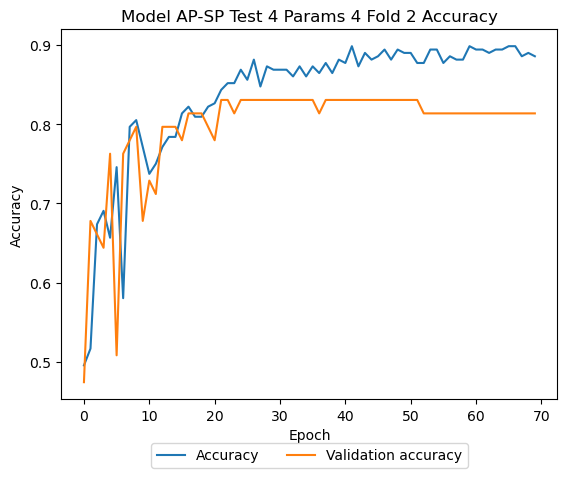 Model AP-SP Test 4 Params 4 Fold 2 Accuracy
Accuracy
0.9
0.8
0.7
0.6
0.5
0 10 20 30 40 50 60 70
Epoch
Accuracy Validation accuracy